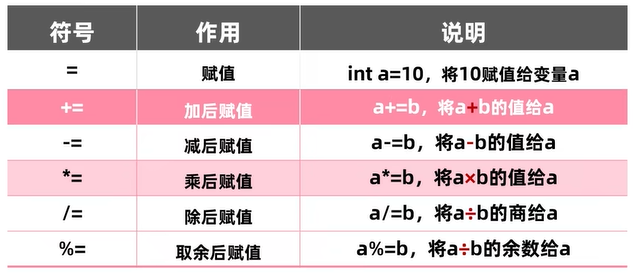 符号 作用 说明
= 赋值 int a=10，将10赋值给变量a
+= 加后赋值 a+=b，将a+b的值给a
-= 减后赋值 a-=b，将a-b的值给a
*= 乘后赋值 a*=b，将a×b的值给a
/= 除后赋值 a/=b，将a÷b的商给a
%= 取余后赋值 a%=b，将a÷b的余数给a